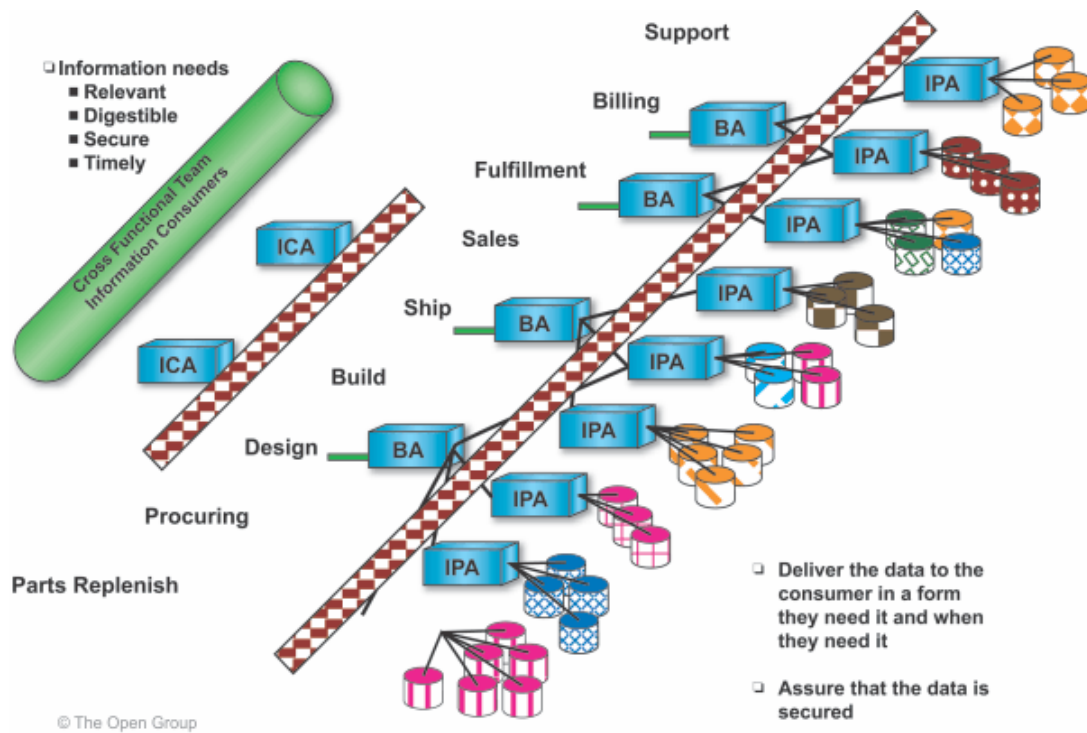 ❑ Information needs
■ Relevant
■ Digestible
■ Secure
■ Timely
Cross Functional Team
Information Consumers
ICA
ICA
Support
Billing
Fulfillment
Sales
Ship
Build
Design
Procuring
Parts Replenish
BA
BA
BA
BA
IPA
IPA
IPA
IPA
IPA
IPA
IPA
IPA
❑ Deliver the data to the
consumer in a form
they need it and when
they need it
❑ Assure that the data is
secured
© The Open Group